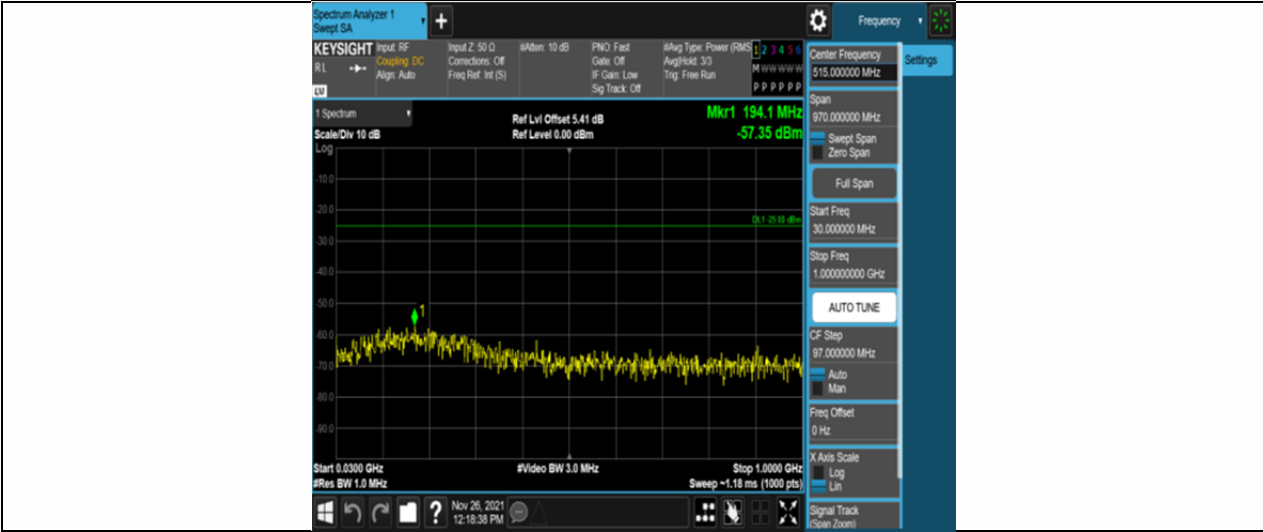 Spectrum Analyzer 1
Swept SA
+
Frequency
KEYSIGHT
RL
LW
Input: RF
Coupling: DC
Align: Auto
Input Z: 50 Ω
Corrections: Off
Freq Ref: Int (S)
#Atten: 10 dB
PNO: Fast
Gate: Off
IF Gain: Low
Sig Track: Off
#Avg Type: Power (RMS
Avg|Hold: 3/3
Trig: Free Run
1 2 3 4 5 6
M W W W W W
P P P P P P
Center Frequency
515.000000 MHz
Settings
Span
970.000000 MHz
Swept Span
Zero Span
Full Span
Start Freq
30.000000 MHz
Stop Freq
1.000000000 GHz
AUTO TUNE
CF Step
97.000000 MHz
Auto
Man
Freq Offset
0 Hz
X Axis Scale
Log
Lin
Signal Track
(Span Zoom)
1 Spectrum
Scale/Div 10 dB
Ref Lvl Offset 5.41 dB
Ref Level 0.00 dBm
Mkr1 194.1 MHz
-57.35 dBm
Log
-10.0
-20.0
DL1 -25.00 dBm
-30.0
-40.0
-50.0
1
-60.0
-70.0
-80.0
-90.0
Start 0.0300 GHz
#Res BW 1.0 MHz
#Video BW 3.0 MHz
Stop 1.0000 GHz
Sweep ~1.18 ms (1000 pts)
?
Nov 26, 2021
12:18:38 PM